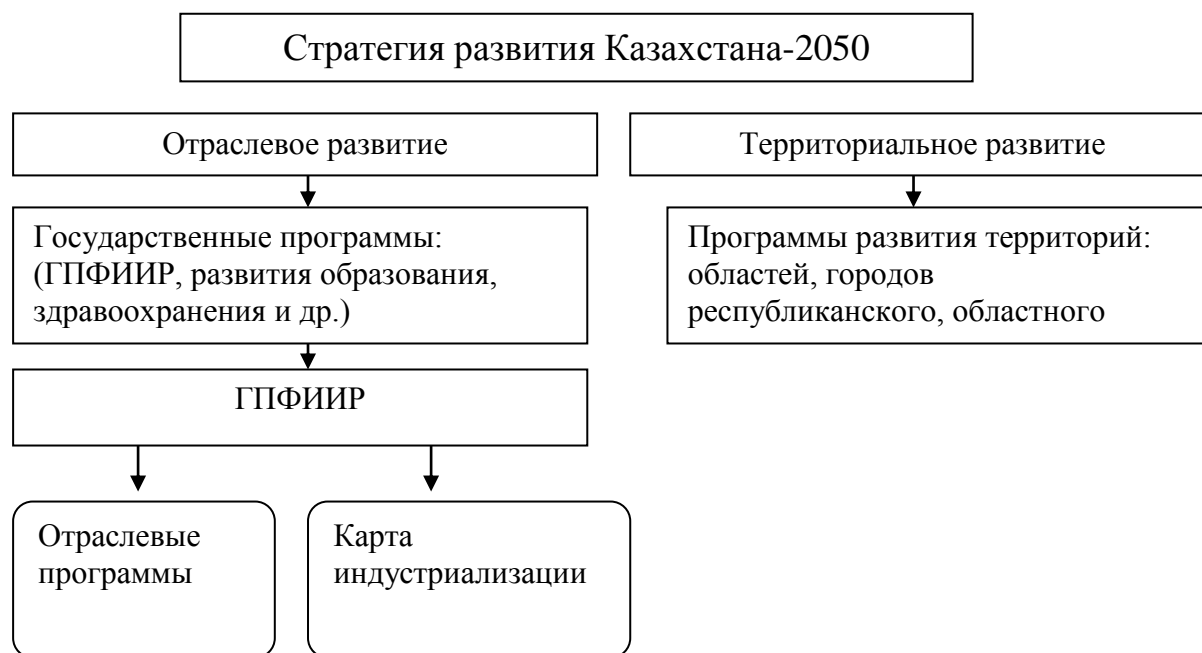 Стратегия развития Казахстана-2050
Отраслевое развитие
Территориальное развитие
Государственные программы:
(ГПФИИР, развития образования,
здравоохранения и др.)
Программы развития территорий:
областей, городов
республиканского, областного
ГПФИИР
Отраслевые
программы
Карта
индустриализации